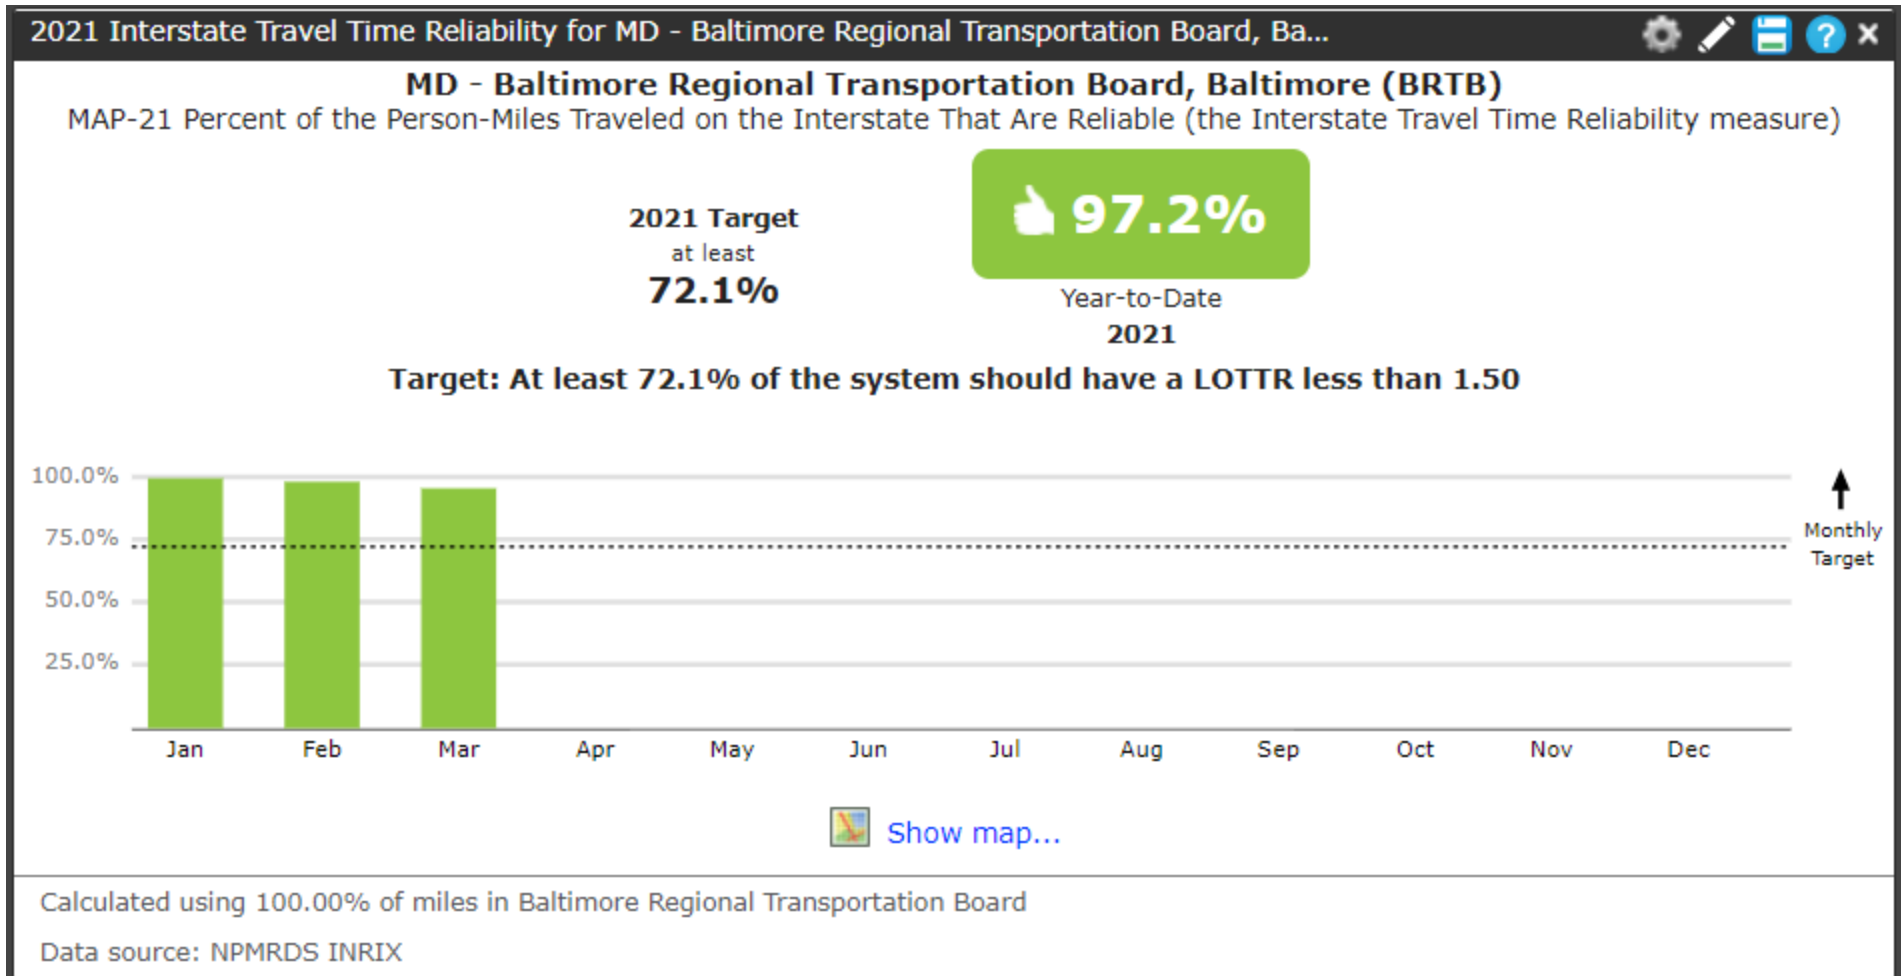 2021 Interstate Travel Time Reliability for MD - Baltimore Regional Transportation Board, Ba...
?
MD - Baltimore Regional Transportation Board, Baltimore (BRTB)
MAP-21 Percent of the Person-Miles Traveled on the Interstate That Are Reliable (the Interstate Travel Time Reliability measure)
2021 Target
at least
72.1%
97.2%
Year-to-Date
2021
Target: At least 72.1% of the system should have a LOTTR less than 1.50
100.0%
75.0%
50.0%
25.0%
Monthly
Target
Jan Feb Mar Apr May Jun Jul Aug Sep Oct Nov Dec
Show map...
Calculated using 100.00% of miles in Baltimore Regional Transportation Board
Data source: NPMRDS INRIX